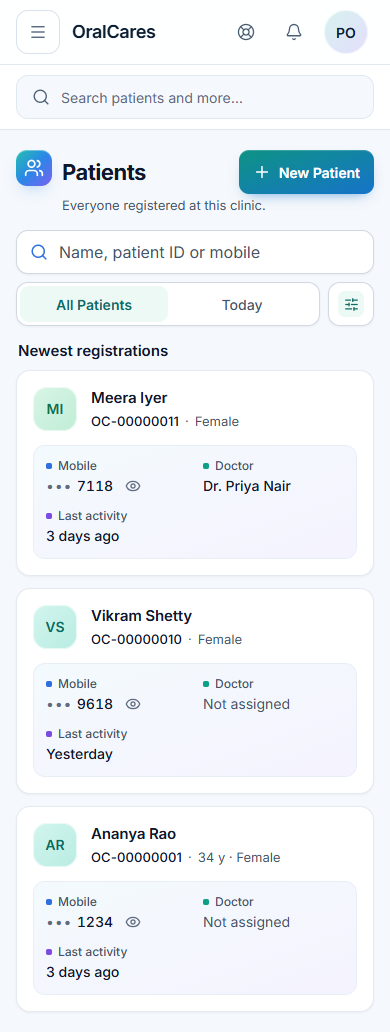 OralCares
PO
Search patients and more...
Patients
+ New Patient
Everyone registered at this clinic.
Name, patient ID or mobile
All Patients
Today
Newest registrations
MI
Meera Iyer
OC-00000011 · Female
Mobile
Doctor
••• 7118
Dr. Priya Nair
Last activity
3 days ago
VS
Vikram Shetty
OC-00000010 · Female
Mobile
Doctor
••• 9618
Not assigned
Last activity
Yesterday
AR
Ananya Rao
OC-00000001 · 34 y · Female
Mobile
Doctor
••• 1234
Not assigned
Last activity
3 days ago